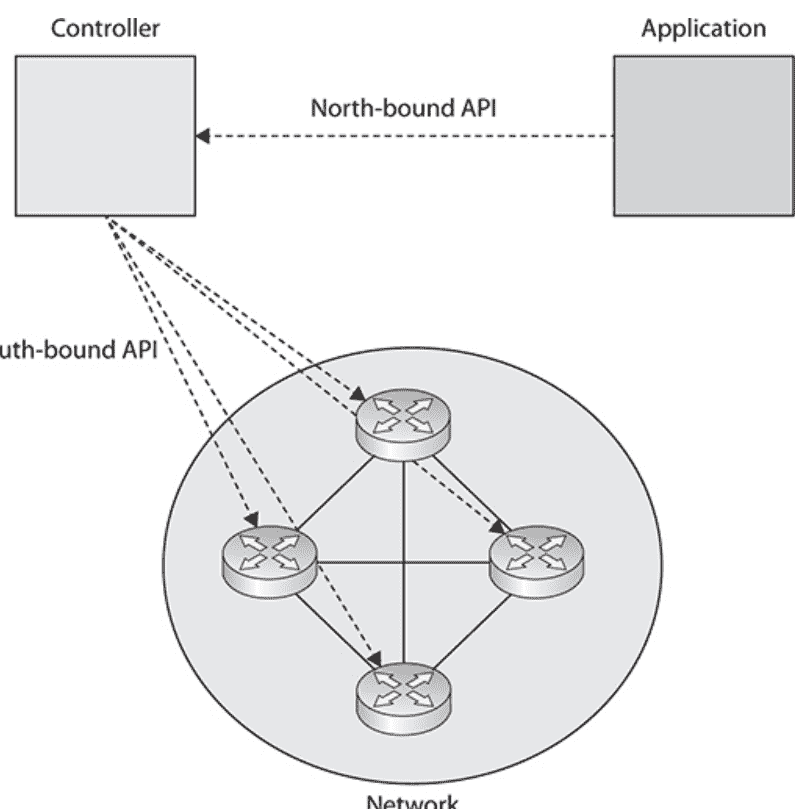 Controller
Application
North-bound API
uth-bound API
Network